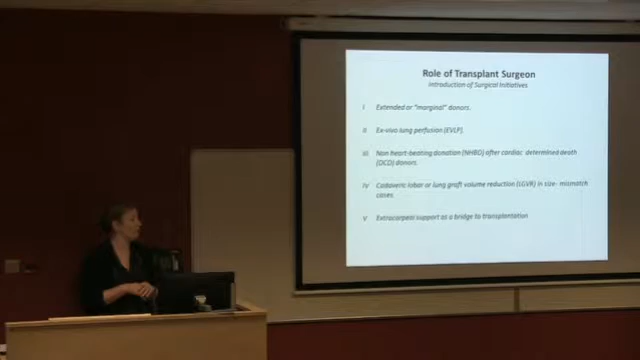 Role of Transplant Surgeon
Introduction of Surgical Initiatives
I Extended or "marginal" donors.
II Ex-vivo lung perfusion (EVLP).
III Non heart-beating donation (NHBD) after cardiac determined death
(DCD) donors.
IV Cadaveric lobar or lung graft volume reduction (LGVR) in size- mismatch
cases.
V Extracorpeal support as a bridge to transplantation